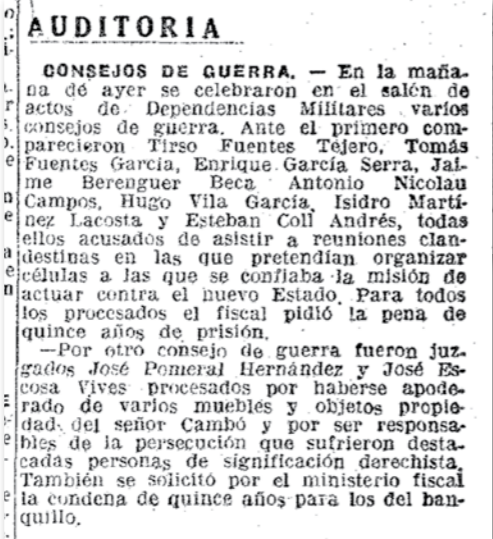 AUDITORIA
CONSEJOS DE GUERRA. — En la maña-
na de ayer se celebraron en el salón de
actos de Dependencias Militares varios
consejos de guerra. Ante el primero com-
parecieron Tirso Fuentes Tejero, Tomás
Fuentes García, Enrique García Serra, Jai-
me Berenguer Beca Antonio Nicolau
Campos, Hugo Vila García, Isidro Martí-
nez Lacosta y Esteban Coll Andrés, todas
ellos acusados de asistir a reuniones clan-
destinas en las que pretendían organizar
células a las que se confiaba la misión de
actuar contra el nuevo Estado. Para todos
los procesados el fiscal pidió la pena de
quince años de prisión.
—Por otro consejo de guerra fueron juz-
gados José Pomeral Hernández y José Es-
cosa Vives procesados por haberse apode-
rado de varios muebles y objetos propie-
dad del señor Cambó y por ser responsa-
bles de la persecución que sufrieron desta-
cadas personas de significación derechista.
También se solicitó por el ministerio fiscal
la condena de quince años para los del ban-
quillo.